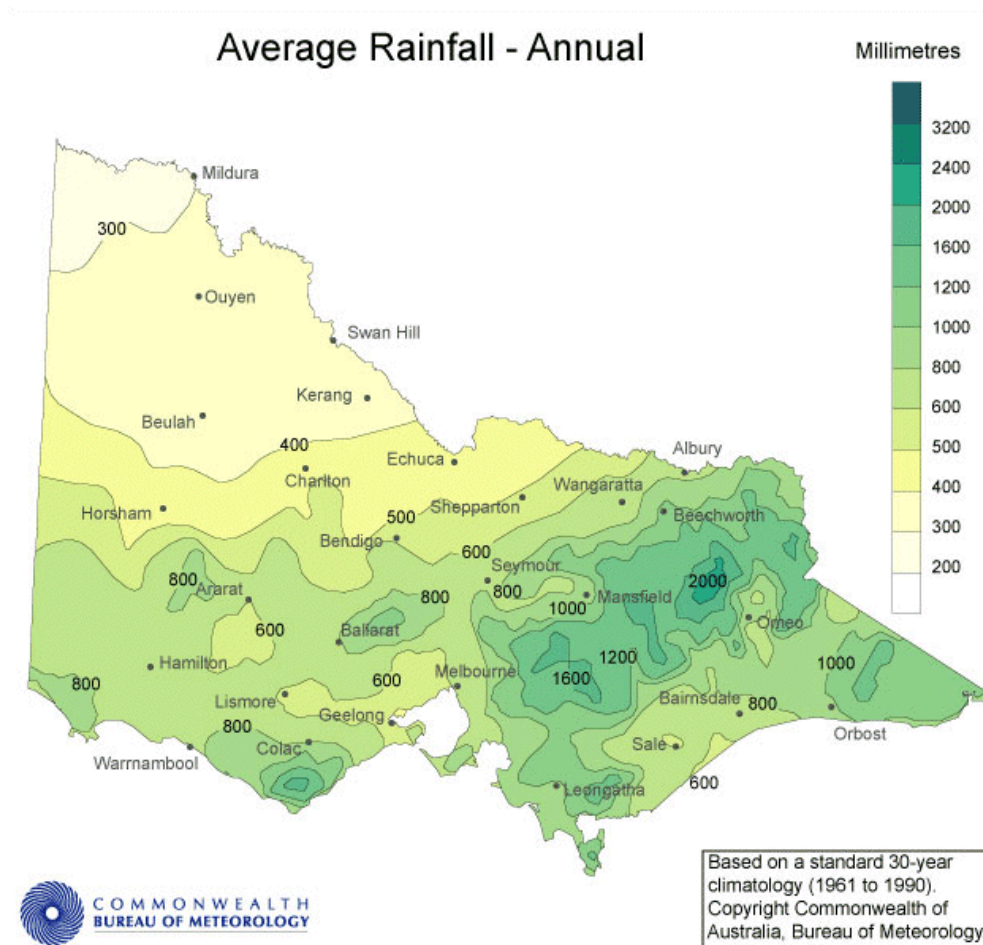 Average Rainfall - Annual
Millimetres
3200
2400
2000
1600
1200
1000
800
600
500
400
300
200
Mildura
300
Ouyen
Swan Hill
Kerang
Beulah
400
Echuca
Albury
Charlton
Wangaratta
Shepparton
Horsham
500
Beechworth
Bendigo
600
Seymour
800
2000
Ararat
800
800
1000
Mansfield
600
Ballarat
Omeo
Hamilton
1200
1000
Melbourne
800
600
1600
Lismore
Bairnsdale
800
Geelong
800
Colac
Sale
Orbost
Warrnambool
600
Leongatha
COMMONWEALTH
BUREAU OF METEOROLOGY
Based on a standard 30-year
climatology (1961 to 1990).
Copyright Commonwealth of
Australia, Bureau of Meteorology